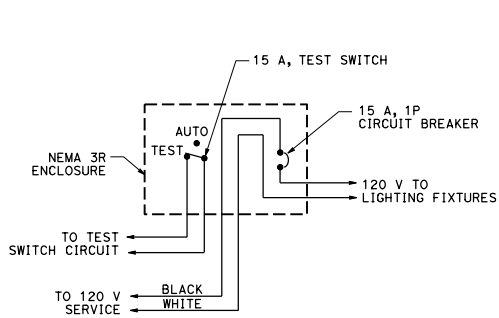 15 A, TEST SWITCH
15 A, 1P
CIRCUIT BREAKER
AUTO
TEST
NEMA 3R
ENCLOSURE
120 V TO
LIGHTING FIXTURES
TO TEST
SWITCH CIRCUIT
BLACK
TO 120 V
SERVICE
WHITE